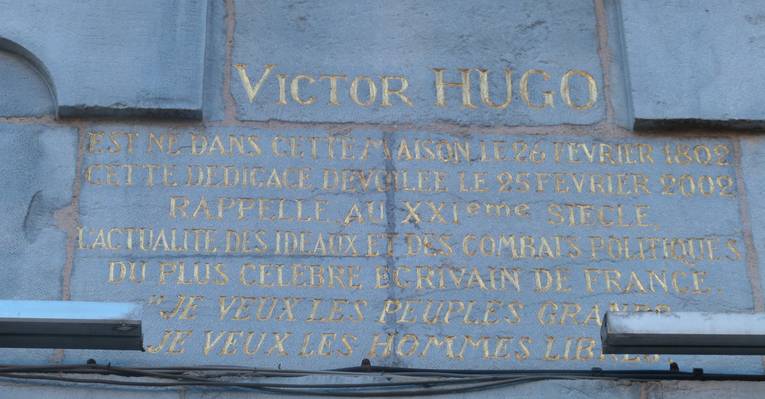 VICTOR HUGO
EST NE DANS CETTE MAISON LE 26 FEVRIER 1802
CETTE DEDICACE DEVOILEE LE 25 FEVRIER 2002
RAPPELLE AU XXIeme SIECLE,
L'ACTUALITE DES IDEAUX ET DES COMBATS POLITIQUES
DU PLUS CELEBRE ECRIVAIN DE FRANCE.
"JE VEUX LES PEUPLES GRANDS,
JE VEUX LES HOMMES LIBRES".